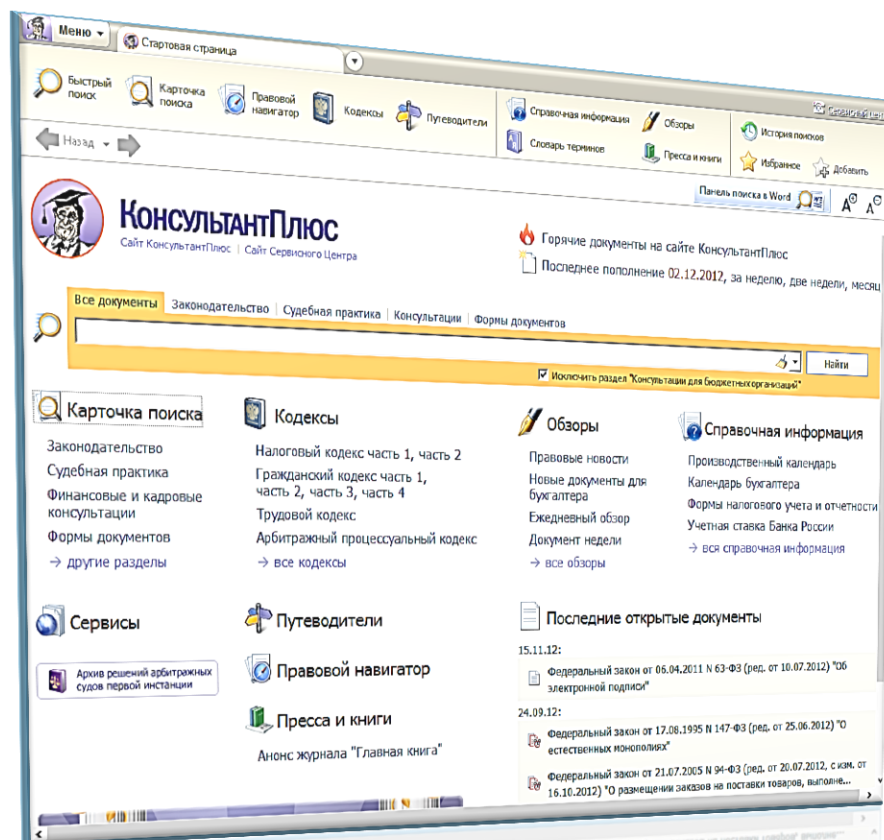 Меню
Стартовая страница
Быстрый
поиск
Карточка
поиска
Правовой
навигатор
Кодексы
Путеводители
Справочная информация
Словарь терминов
Обзоры
Пресса и книги
История поисков
Избранное
Добавить
Назад
Панель поиска в Word
КонсультантПлюс
Сайт КонсультантПлюс | Сайт Сервисного Центра
Горячие документы на сайте КонсультантПлюс
Последнее пополнение 02.12.2012, за неделю, две недели, месяц
Все документы Законодательство | Судебная практика | Консультации | Формы документов
Найти
Исключить раздел "Консультации для бюджетных организаций"
Карточка поиска
Законодательство
Судебная практика
Финансовые и кадровые
консультации
Формы документов
→ другие разделы
Кодексы
Налоговый кодекс часть 1, часть 2
Гражданский кодекс часть 1,
часть 2, часть 3, часть 4
Трудовой кодекс
Арбитражный процессуальный кодекс
→ все кодексы
Обзоры
Правовые новости
Новые документы для
бухгалтера
Ежедневный обзор
Документ недели
→ все обзоры
Справочная информация
Производственный календарь
Календарь бухгалтера
Формы налогового учета и отчетности
Учетная ставка Банка России
→ вся справочная информация
Сервисы
Архив решений арбитражных
судов первой инстанции
Путеводители
Правовой навигатор
Пресса и книги
Анонс журнала "Главная книга"
Последние открытые документы
15.11.12:
Федеральный закон от 06.04.2011 N 63-ФЗ (ред. от 10.07.2012) "Об
электронной подписи"
24.09.12:
Федеральный закон от 17.08.1995 N 147-ФЗ (ред. от 25.06.2012) "О
естественных монополиях"
Федеральный закон от 21.07.2005 N 94-ФЗ (ред. от 20.07.2012, с изм. от
16.10.2012) "О размещении заказов на поставки товаров, выполне...